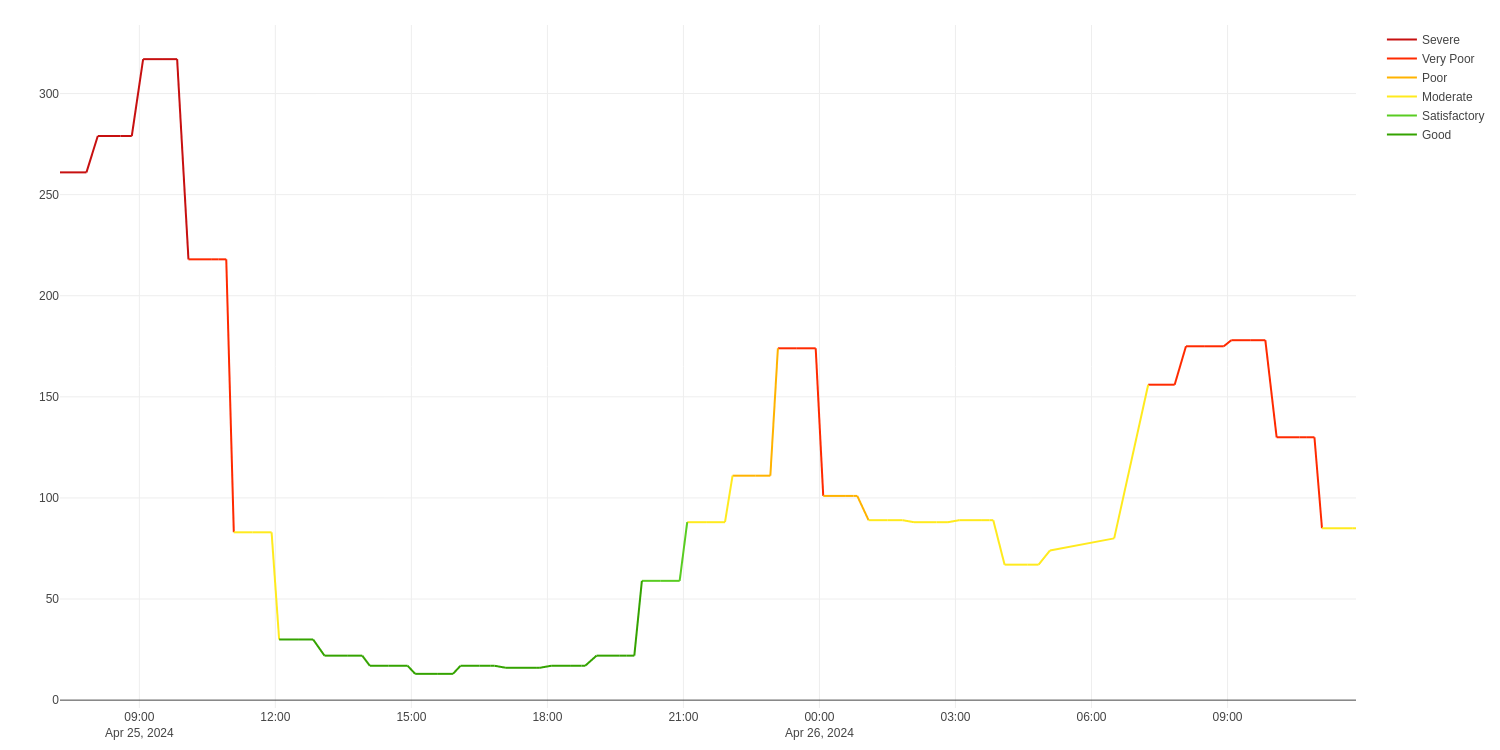 300
250
200
150
100
50
0
09:00
12:00
15:00
18:00
21:00
00:00
03:00
06:00
09:00
Apr 25, 2024
Apr 26, 2024
Severe
Very Poor
Poor
Moderate
Satisfactory
Good